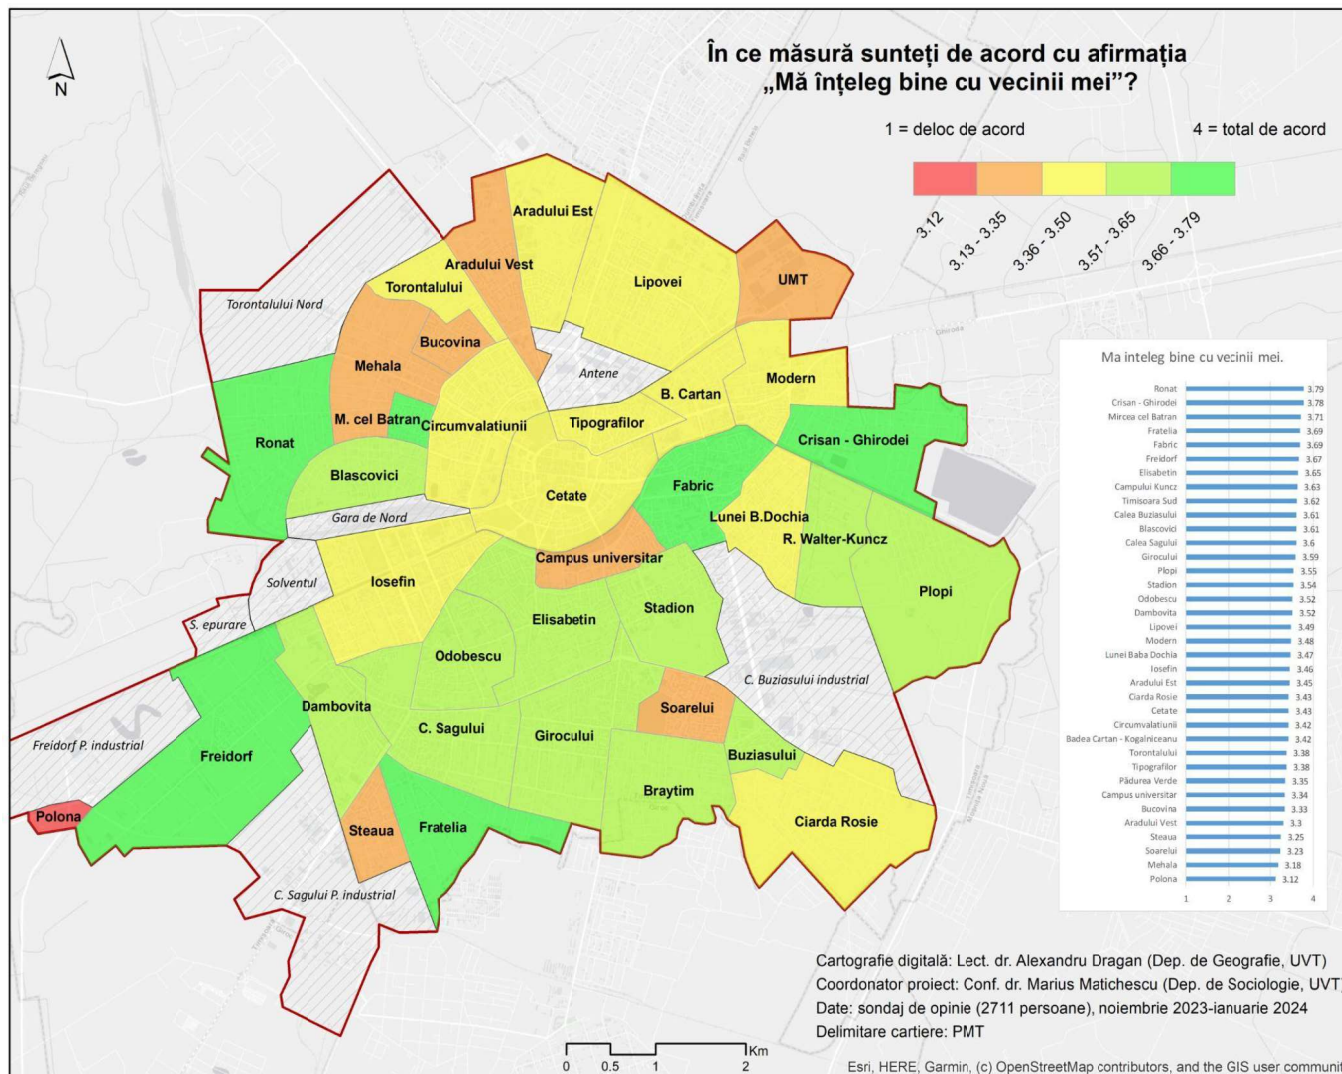 În ce măsură sunteți de acord cu afirmația
„Mă înțeleg bine cu vecinii mei”?
1 = deloc de acord
4 = total de acord
3.12
3.13 - 3.35
3.36 - 3.50
3.51 - 3.65
3.66 - 3.79
N
Aradului Est
Aradului Vest
Lipovei
UMT
Torontalului
Torontalului Nord
Bucovina
Mehala
Antene
Modern
B. Cartan
M. cel Batran
Circumvalatiunii
Tipografilor
Ronat
Crisan - Ghirodei
Blascovici
Fabric
Cetate
Gara de Nord
Lunei B.Dochia
R. Walter-Kuncz
Campus universitar
Solventul
Iosefin
Plopi
S. epurare
Elisabetin
Stadion
Odobescu
C. Buziasului industrial
Dambovita
Soarelui
C. Sagului
Girocului
Freidorf P. industrial
Freidorf
Buziasului
Braytim
Polona
Steaua
Fratelia
Ciarda Rosie
C. Sagului P. industrial
Ma inteleg bine cu vecinii mei.
Ronat 3.79
Crisan - Ghirodei 3.78
Mircea cel Batran 3.71
Fratelia 3.69
Fabric 3.69
Freidorf 3.67
Elisabetin 3.65
Campului Kuncz 3.63
Timisoara Sud 3.62
Calea Buziasului 3.61
Blascovici 3.61
Calea Sagului 3.6
Girocului 3.59
Plopi 3.55
Stadion 3.54
Odobescu 3.52
Dambovita 3.52
Lipovei 3.49
Modern 3.48
Lunei Baba Dochia 3.47
Iosefin 3.46
Aradului Est 3.45
Ciarda Rosie 3.43
Cetate 3.43
Circumvalatiunii 3.42
Badea Cartan - Kogalniceanu 3.42
Torontalului 3.38
Tipografilor 3.38
Pădurea Verde 3.35
Campus universitar 3.34
Bucovina 3.33
Aradului Vest 3.3
Steaua 3.25
Soarelui 3.23
Mehala 3.18
Polona 3.12
1 2 3 4
Cartografie digitală: Lect. dr. Alexandru Dragan (Dep. de Geografie, UVT)
Coordonator proiect: Conf. dr. Marius Matichescu (Dep. de Sociologie, UVT)
Date: sondaj de opinie (2711 persoane), noiembrie 2023-ianuarie 2024
Delimitare cartiere: PMT
Km
0 0.5 1 2
Esri, HERE, Garmin, (c) OpenStreetMap contributors, and the GIS user communi